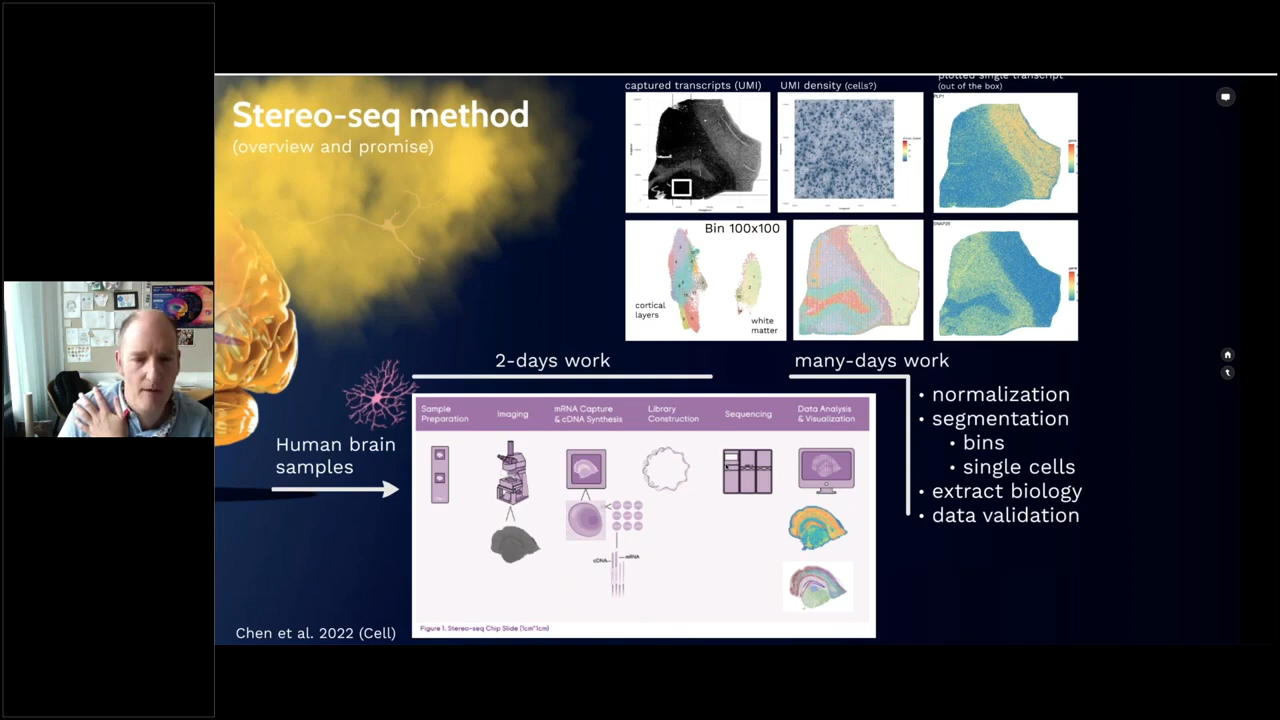 Stereo-seq method
(overview and promise)
captured transcripts (UMI)
UMI density (cells?)
plotted single transcript
(out of the box)
PLP1
Bin 100x100
cortical
layers
white
matter
SNAP25
2-days work
many-days work
Human brain
samples
Sample
Preparation
Imaging
mRNA Capture
& cDNA Synthesis
Library
Construction
Sequencing
Data Analysis
& Visualization
cDNA
mRNA
Figure 1. Stereo-seq Chip Slide (1cm*1cm)
• normalization
• segmentation
• bins
• single cells
• extract biology
• data validation
Chen et al. 2022 (Cell)